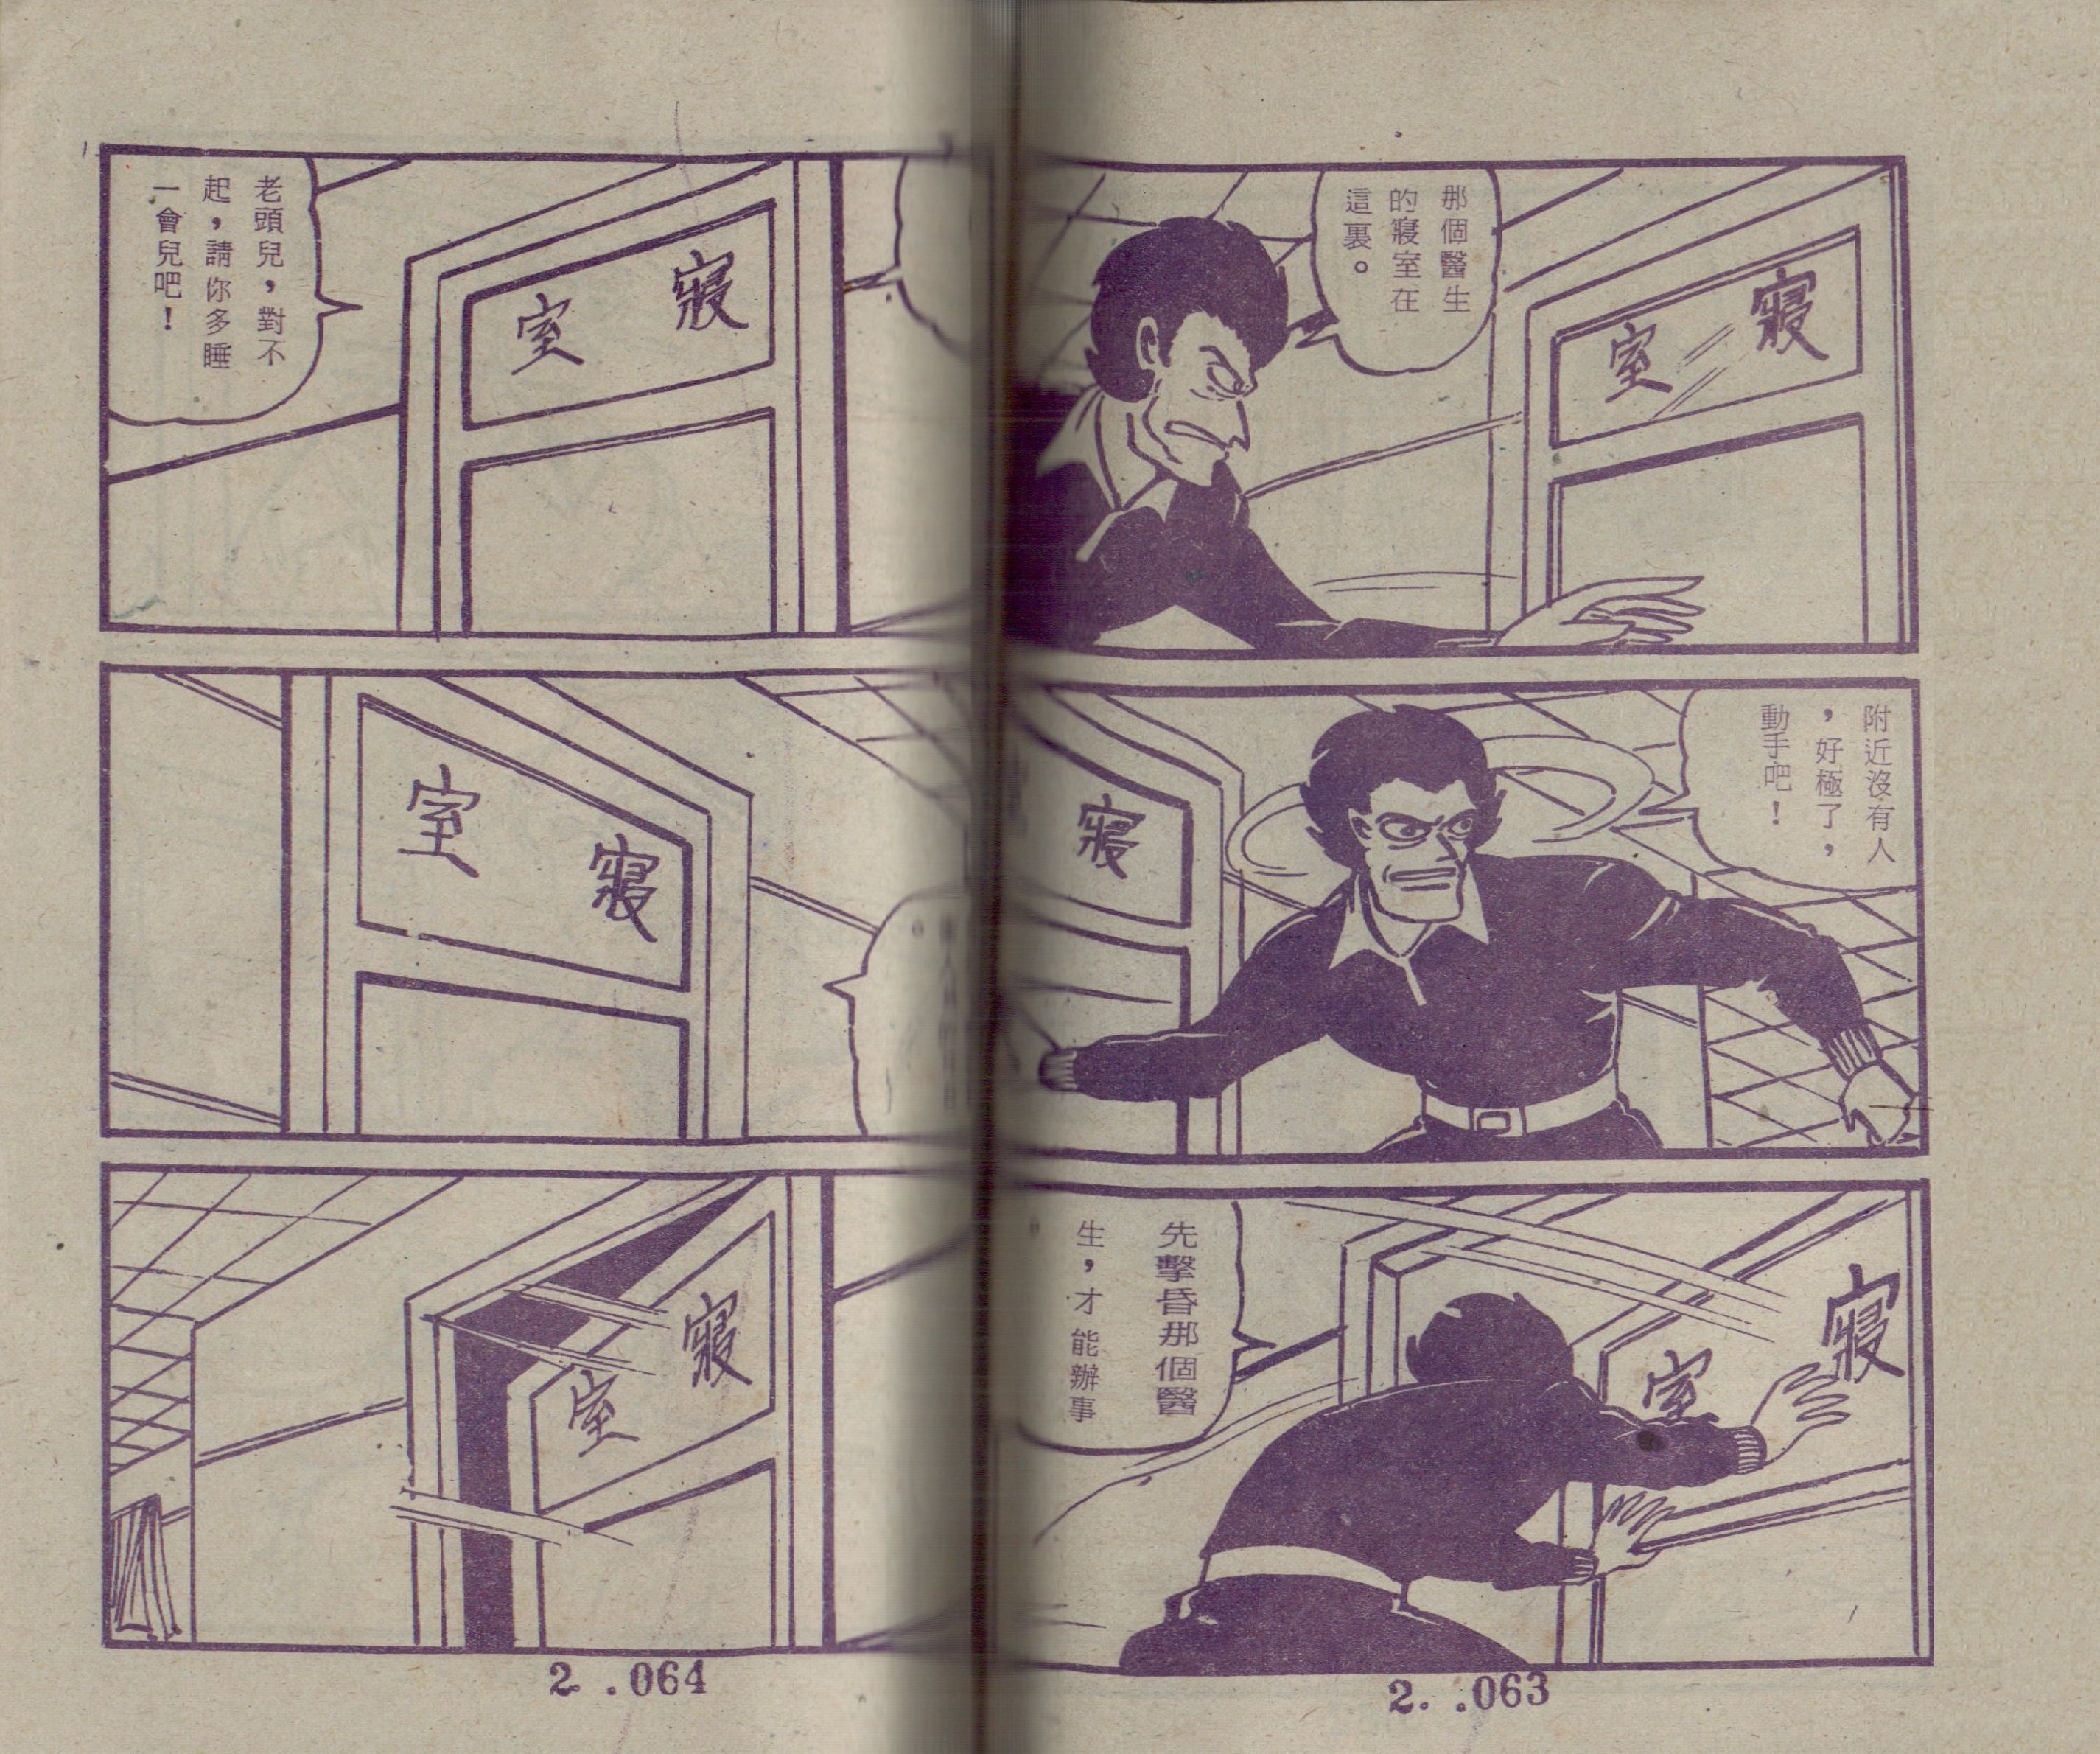 那個醫生
的寢室在
這裏。
寢室
附近沒有人
，好極了，
動手吧！
寢
先擊昏那個醫
生，才能辦事
。
寢室
2. .063
寢室
老頭兒，對不
起，請你多睡
一會兒吧！
寢室
寢室
2 .064